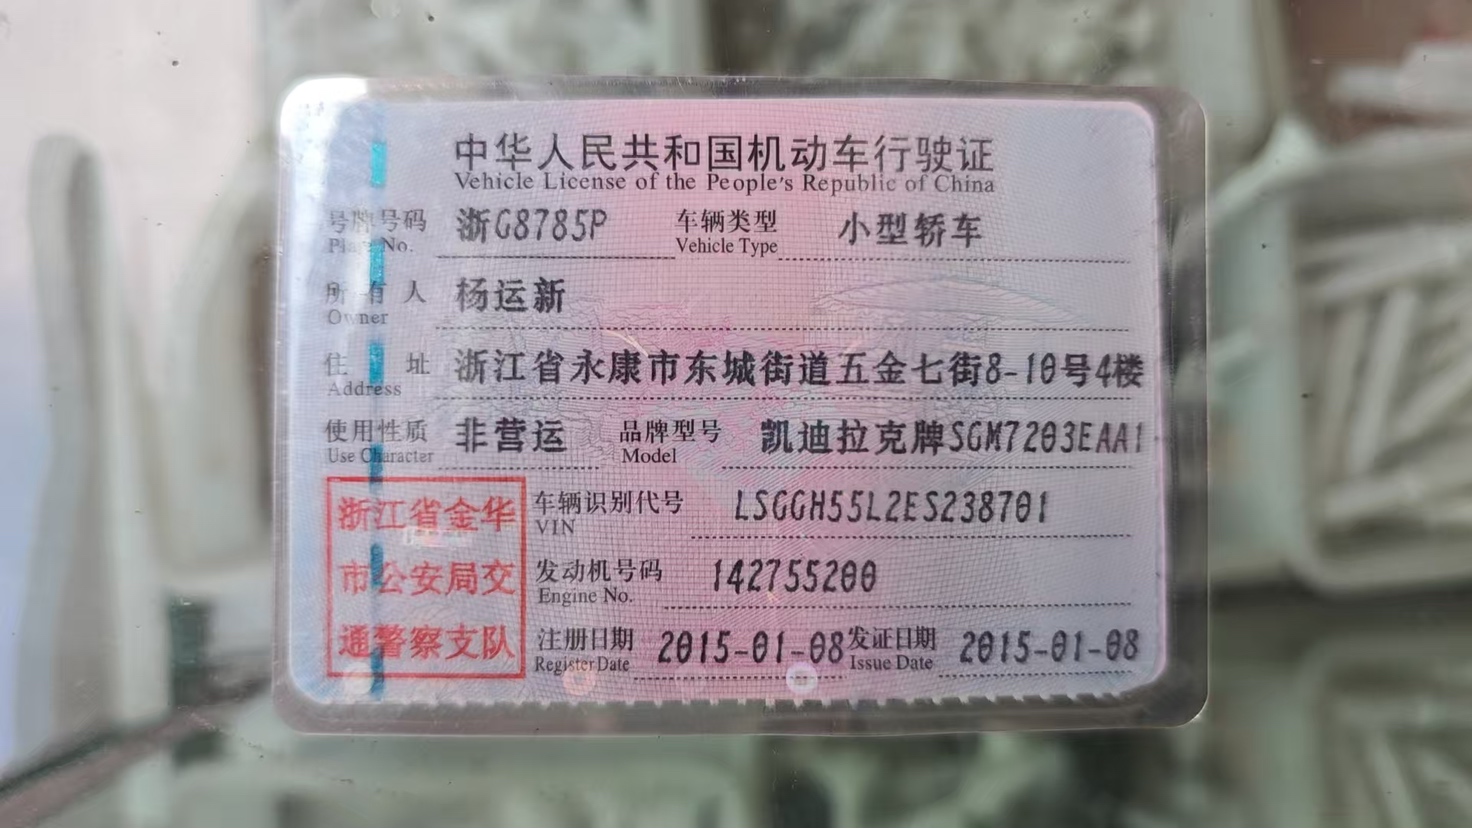 中华人民共和国机动车行驶证
Vehicle License of the People's Republic of China
号牌号码 浙G8785P 车辆类型 小型轿车
Plate No. Vehicle Type
所有人 杨运新
Owner
住址 浙江省永康市东城街道五金七街8-10号4楼
Address
使用性质 非营运 品牌型号 凯迪拉克牌SGM7203EAA1
Use Character Model
浙江省金华
市公安局交
通警察支队
车辆识别代号 LSGGH55L2ES238701
VIN
发动机号码 142755200
Engine No.
注册日期 2015-01-08 发证日期 2015-01-08
Register Date Issue Date